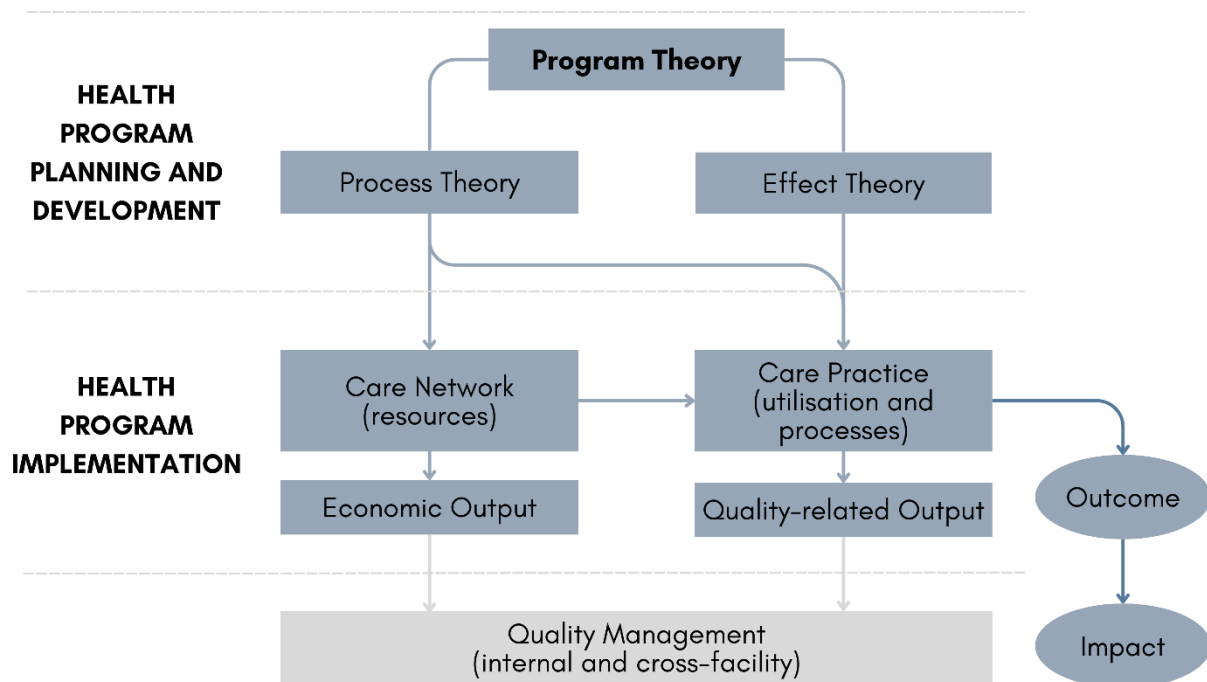 Program Theory
HEALTH
PROGRAM
PLANNING AND
DEVELOPMENT
Process Theory
Effect Theory
HEALTH
PROGRAM
IMPLEMENTATION
Care Network
(resources)
Care Practice
(utilisation and
processes)
Economic Output
Quality-related Output
Outcome
Quality Management
(internal and cross-facility)
Impact